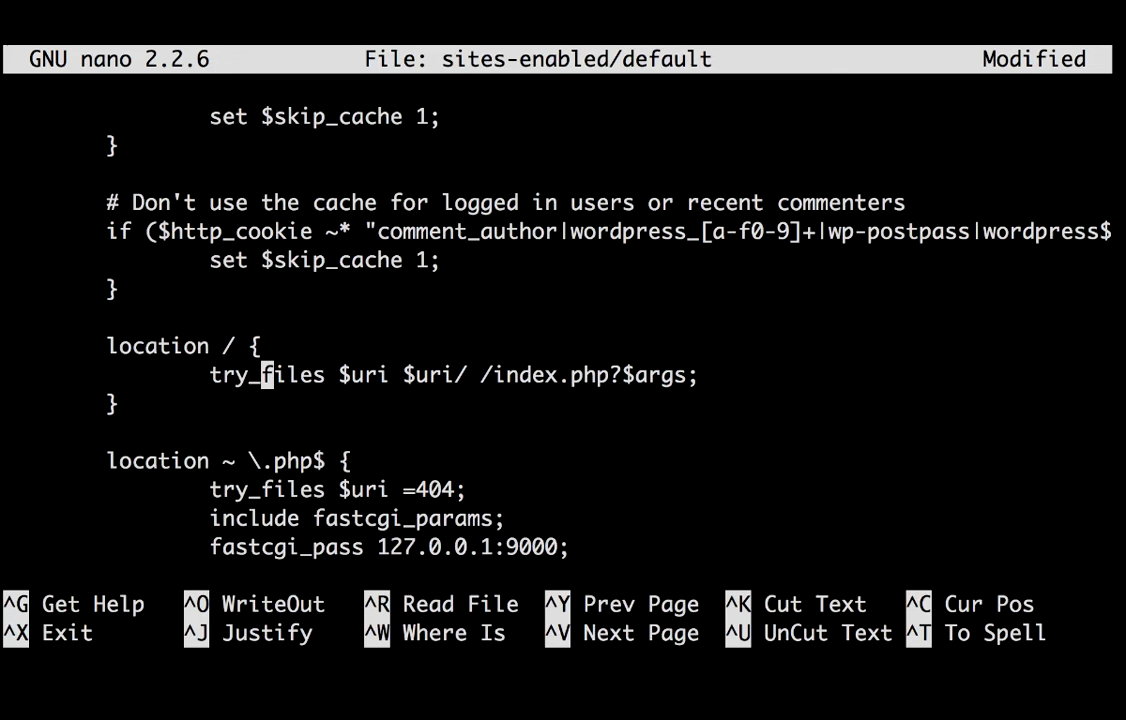 GNU nano 2.2.6 File: sites-enabled/default Modified
set $skip_cache 1;
}
# Don't use the cache for logged in users or recent commenters
if ($http_cookie ~* "comment_author|wordpress_[a-f0-9]+|wp-postpass|wordpress$
set $skip_cache 1;
}
location / {
try_files $uri $uri/ /index.php?$args;
}
location ~ \.php$ {
try_files $uri =404;
include fastcgi_params;
fastcgi_pass 127.0.0.1:9000;
^G Get Help ^O WriteOut ^R Read File ^Y Prev Page ^K Cut Text ^C Cur Pos
^X Exit ^J Justify ^W Where Is ^V Next Page ^U UnCut Text ^T To Spell